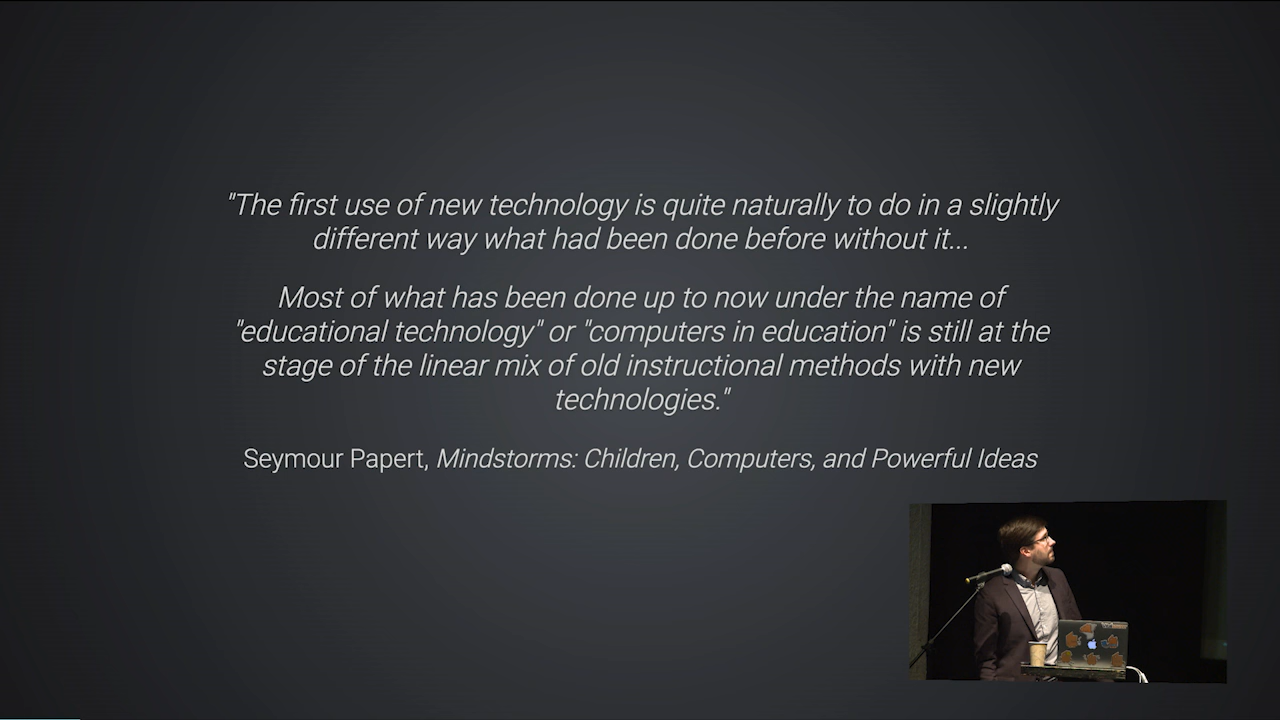 "The first use of new technology is quite naturally to do in a slightly
different way what had been done before without it...
Most of what has been done up to now under the name of
"educational technology" or "computers in education" is still at the
stage of the linear mix of old instructional methods with new
technologies."
Seymour Papert, Mindstorms: Children, Computers, and Powerful Ideas